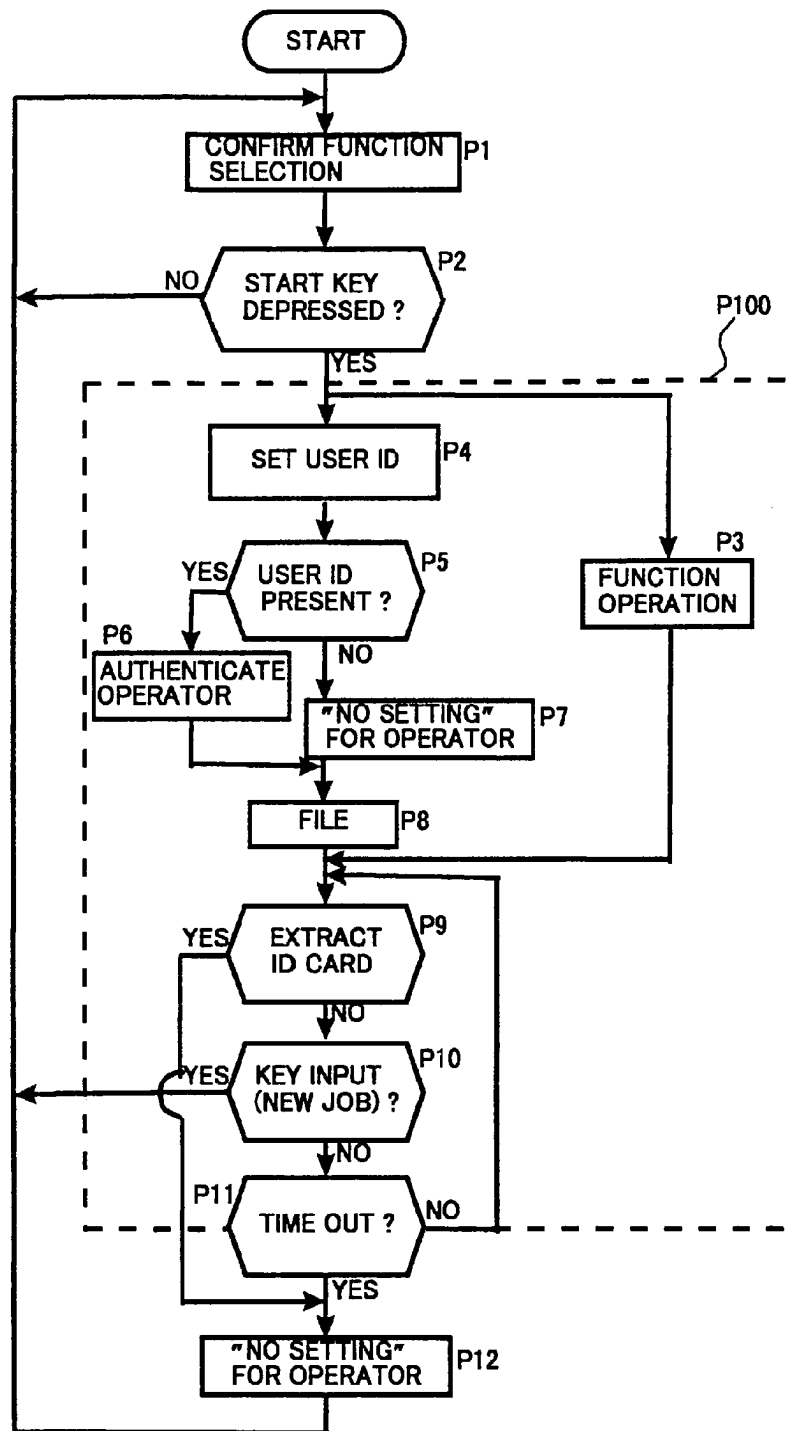 START
CONFIRM FUNCTION
SELECTION
P1
P2
NO
START KEY
DEPRESSED ?
P100
YES
SET USER ID
P4
P3
YES
USER ID
PRESENT ?
P5
FUNCTION
OPERATION
P6
AUTHENTICATE
OPERATOR
NO
"NO SETTING"
FOR OPERATOR
P7
FILE
P8
YES
EXTRACT
ID CARD
P9
NO
YES
KEY INPUT
(NEW JOB) ?
P10
NO
P11
TIME OUT ?
NO
YES
"NO SETTING"
FOR OPERATOR
P12